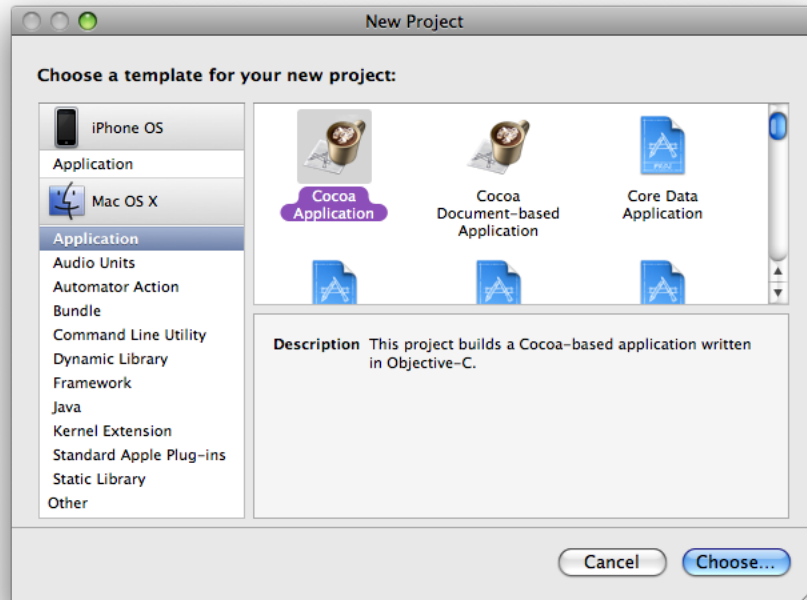 New Project
Choose a template for your new project:
iPhone OS
Application
Mac OS X
Application
Audio Units
Automator Action
Bundle
Command Line Utility
Dynamic Library
Framework
Java
Kernel Extension
Standard Apple Plug-ins
Static Library
Other
Cocoa
Application
Cocoa
Document-based
Application
Core Data
Application
Description This project builds a Cocoa-based application written
in Objective-C.
Cancel
Choose...